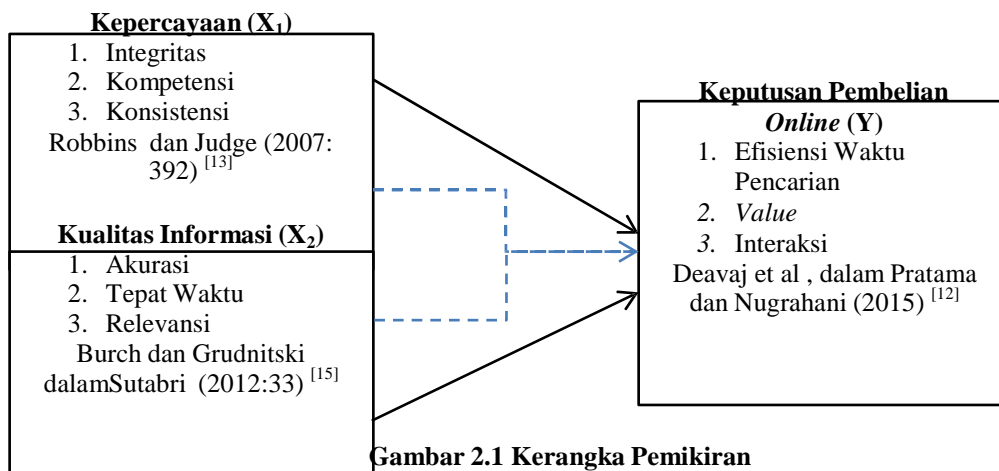 Kepercayaan (X₁)
1. Integritas
2. Kompetensi
3. Konsistensi
Robbins dan Judge (2007:
392) [13]
Kualitas Informasi (X₂)
1. Akurasi
2. Tepat Waktu
3. Relevansi
Burch dan Grudnitski
dalamSutabri (2012:33) [15]
Keputusan Pembelian
Online (Y)
1. Efisiensi Waktu
Pencarian
2. Value
3. Interaksi
Deavaj et al , dalam Pratama
dan Nugrahani (2015) [12]
Gambar 2.1 Kerangka Pemikiran